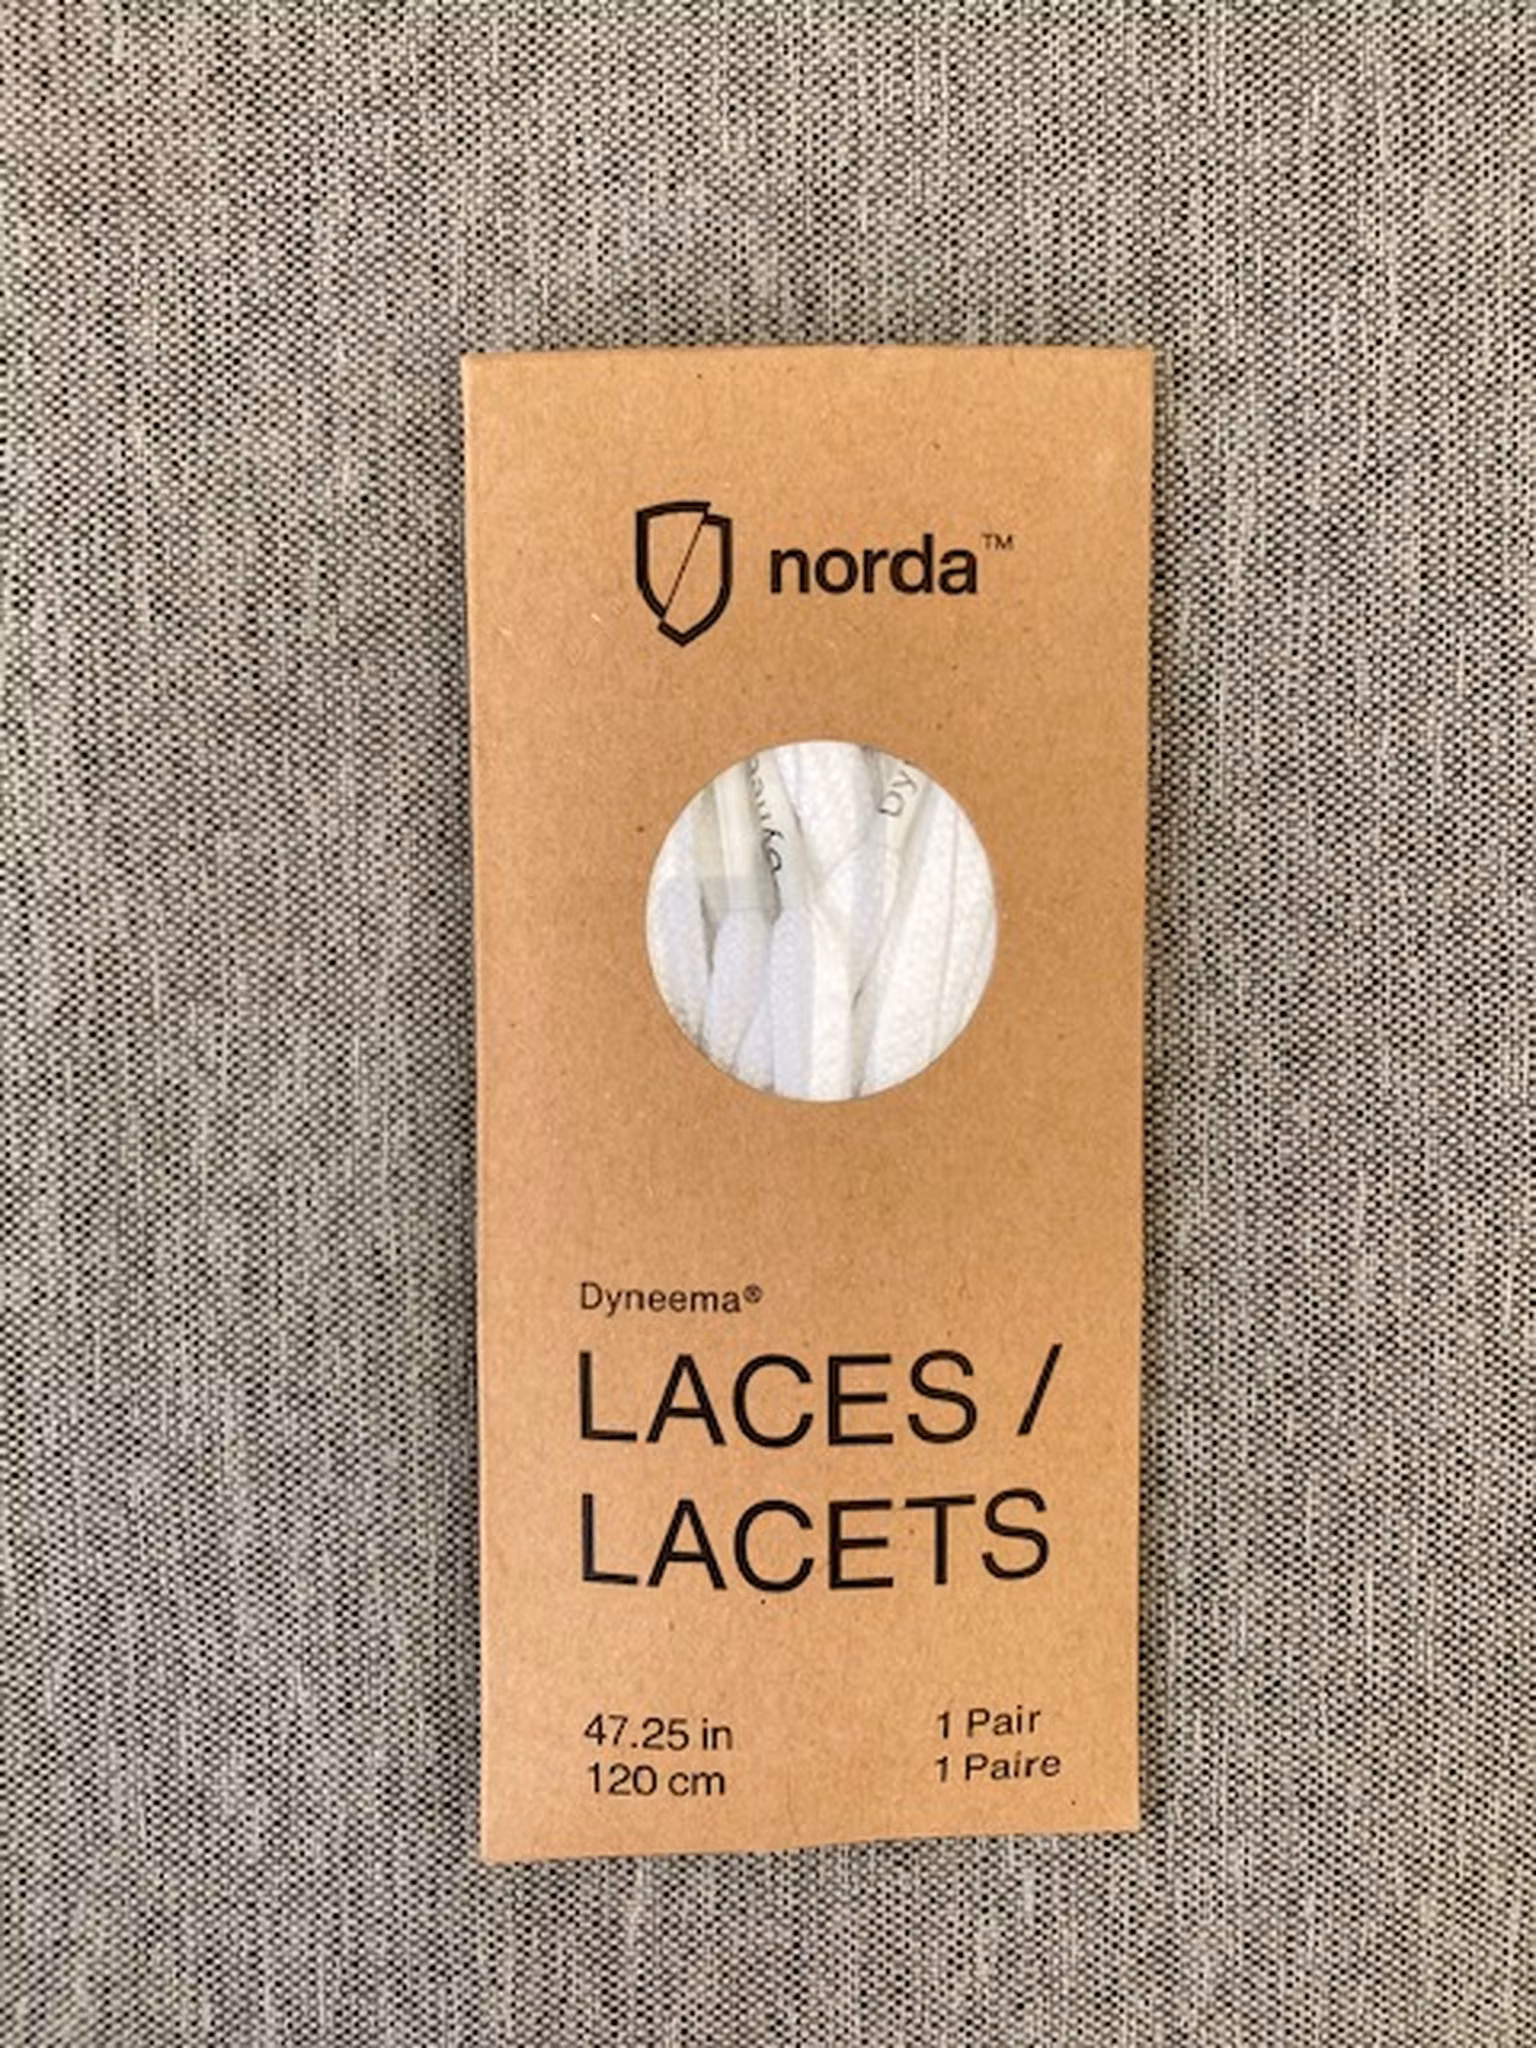 norda™
Dyneema®
LACES /
LACETS
47.25 in
120 cm
1 Pair
1 Paire